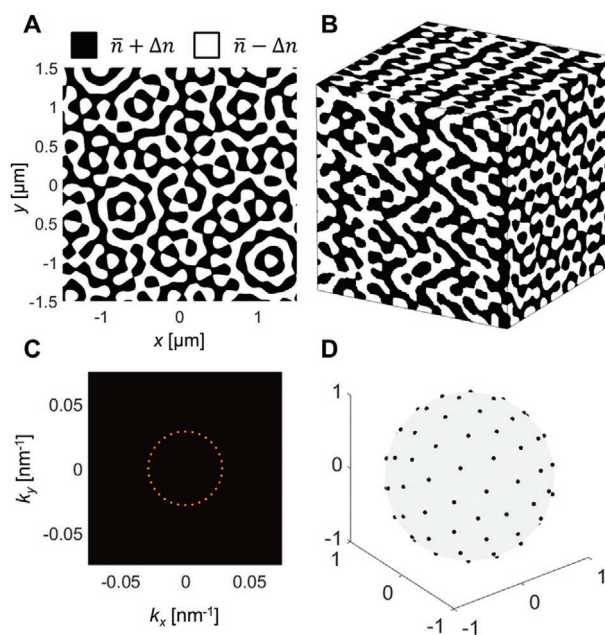 A
n̄ + Δn
n̄ − Δn
B
1.5
1
0.5
0
-0.5
-1
-1.5
y [µm]
-1
0
1
x [µm]
C
0.05
0
-0.05
k_y [nm⁻¹]
-0.05
0
0.05
k_x [nm⁻¹]
D
1
0
-1
1
0
-1
-1
0
1